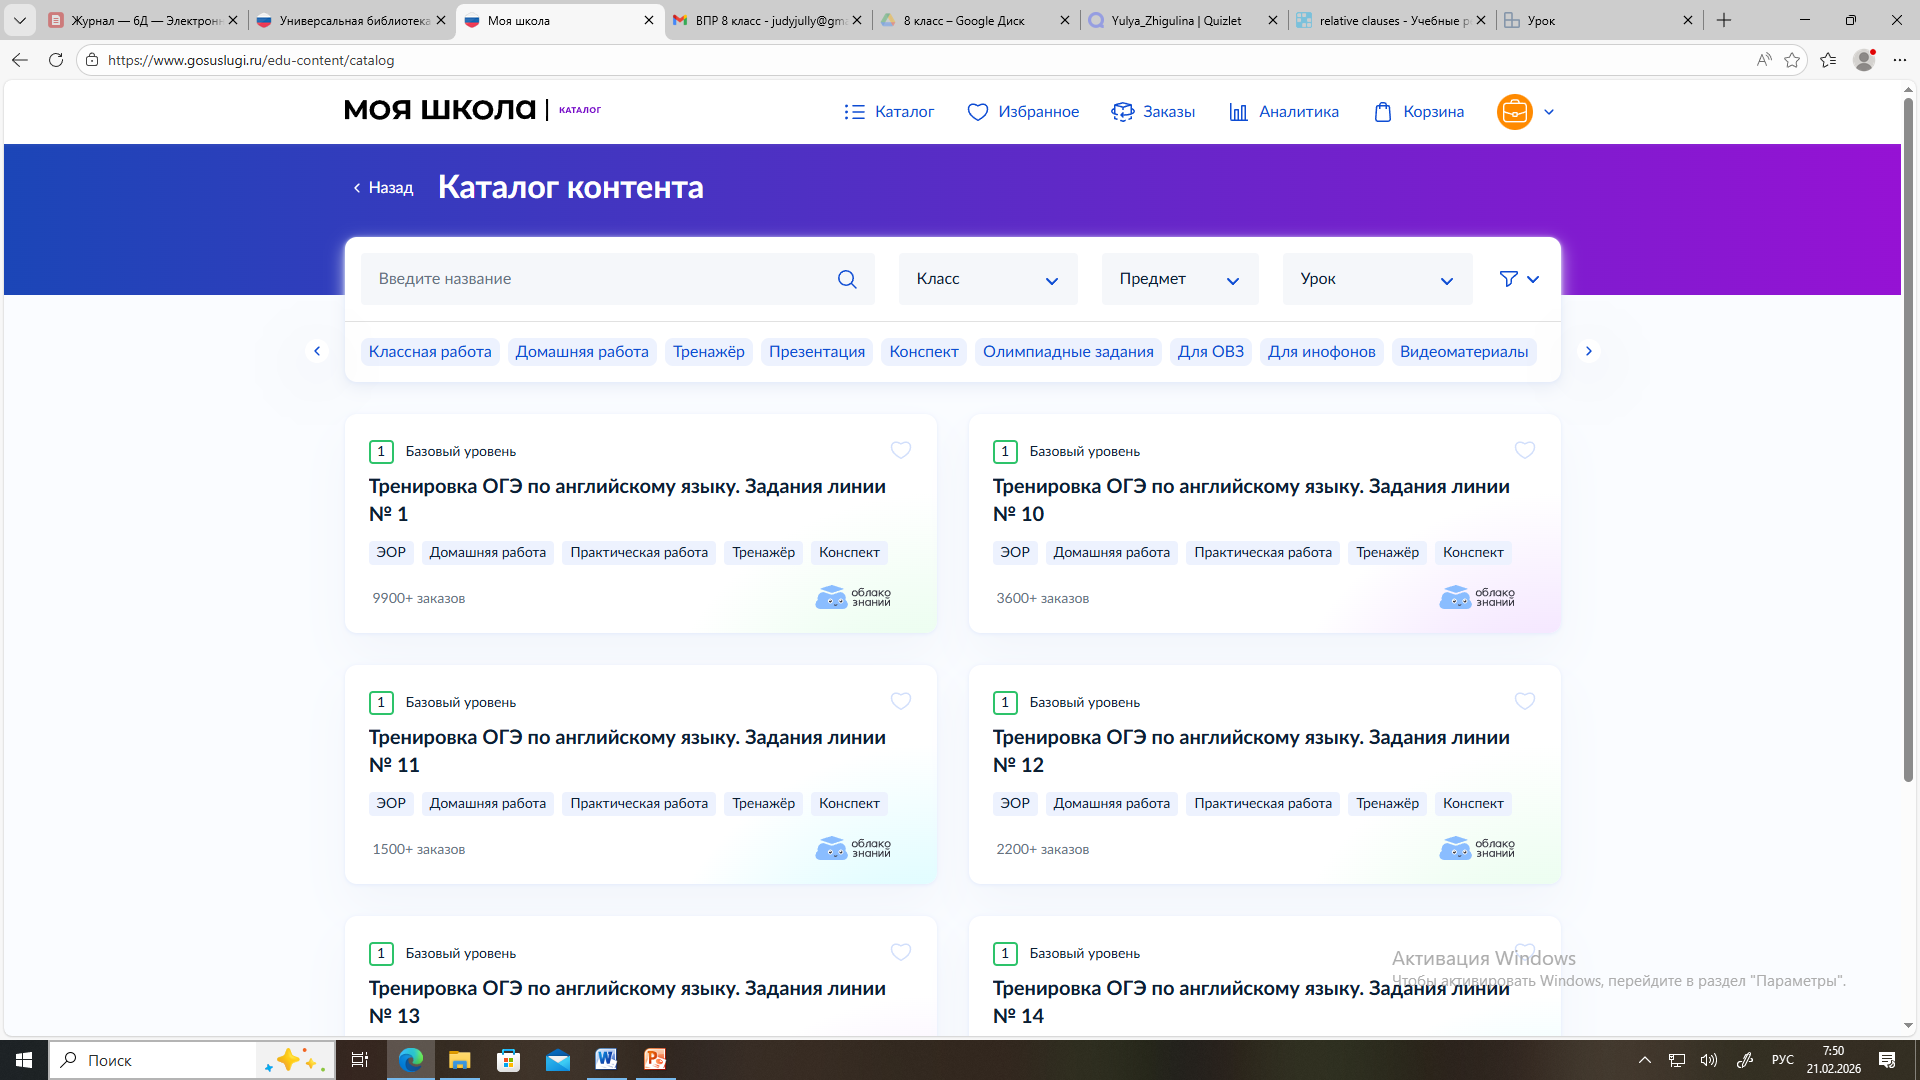 Журнал — 6Д — Электронн
Универсальная библиотека
Моя школа
ВПР 8 класс - judyjully@gma
8 класс – Google Диск
Yulya_Zhigulina | Quizlet
relative clauses - Учебные р
Урок
https://www.gosuslugi.ru/edu-content/catalog
МОЯ ШКОЛА | КАТАЛОГ
Каталог
Избранное
Заказы
Аналитика
Корзина
Назад
Каталог контента
Введите название
Класс
Предмет
Урок
Классная работа
Домашняя работа
Тренажёр
Презентация
Конспект
Олимпиадные задания
Для ОВЗ
Для инофонов
Видеоматериалы
1 Базовый уровень
Тренировка ОГЭ по английскому языку. Задания линии
№ 1
ЭОР Домашняя работа Практическая работа Тренажёр Конспект
9900+ заказов
облако
знаний
1 Базовый уровень
Тренировка ОГЭ по английскому языку. Задания линии
№ 10
ЭОР Домашняя работа Практическая работа Тренажёр Конспект
3600+ заказов
облако
знаний
1 Базовый уровень
Тренировка ОГЭ по английскому языку. Задания линии
№ 11
ЭОР Домашняя работа Практическая работа Тренажёр Конспект
1500+ заказов
облако
знаний
1 Базовый уровень
Тренировка ОГЭ по английскому языку. Задания линии
№ 12
ЭОР Домашняя работа Практическая работа Тренажёр Конспект
2200+ заказов
облако
знаний
1 Базовый уровень
Тренировка ОГЭ по английскому языку. Задания линии
№ 13
1 Базовый уровень
Тренировка ОГЭ по английскому языку. Задания линии
№ 14
Активация Windows
Чтобы активировать Windows, перейдите в раздел "Параметры".
Поиск
РУС
7:50
21.02.2026